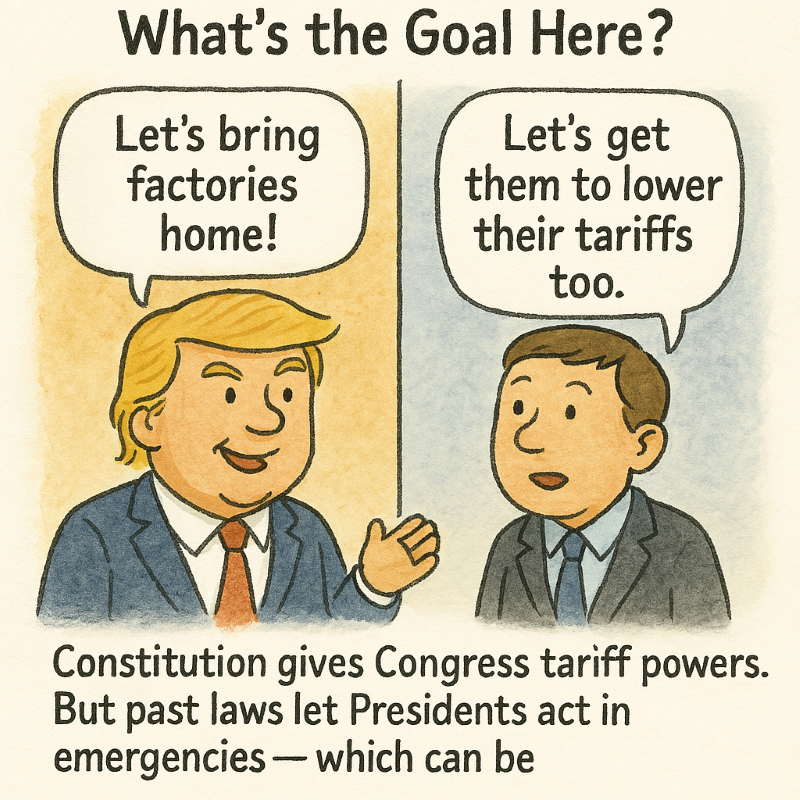 What's the Goal Here?
Let's bring
factories
home!
Let's get
them to lower
their tariffs
too.
Constitution gives Congress tariff powers.
But past laws let Presidents act in
emergencies — which can be